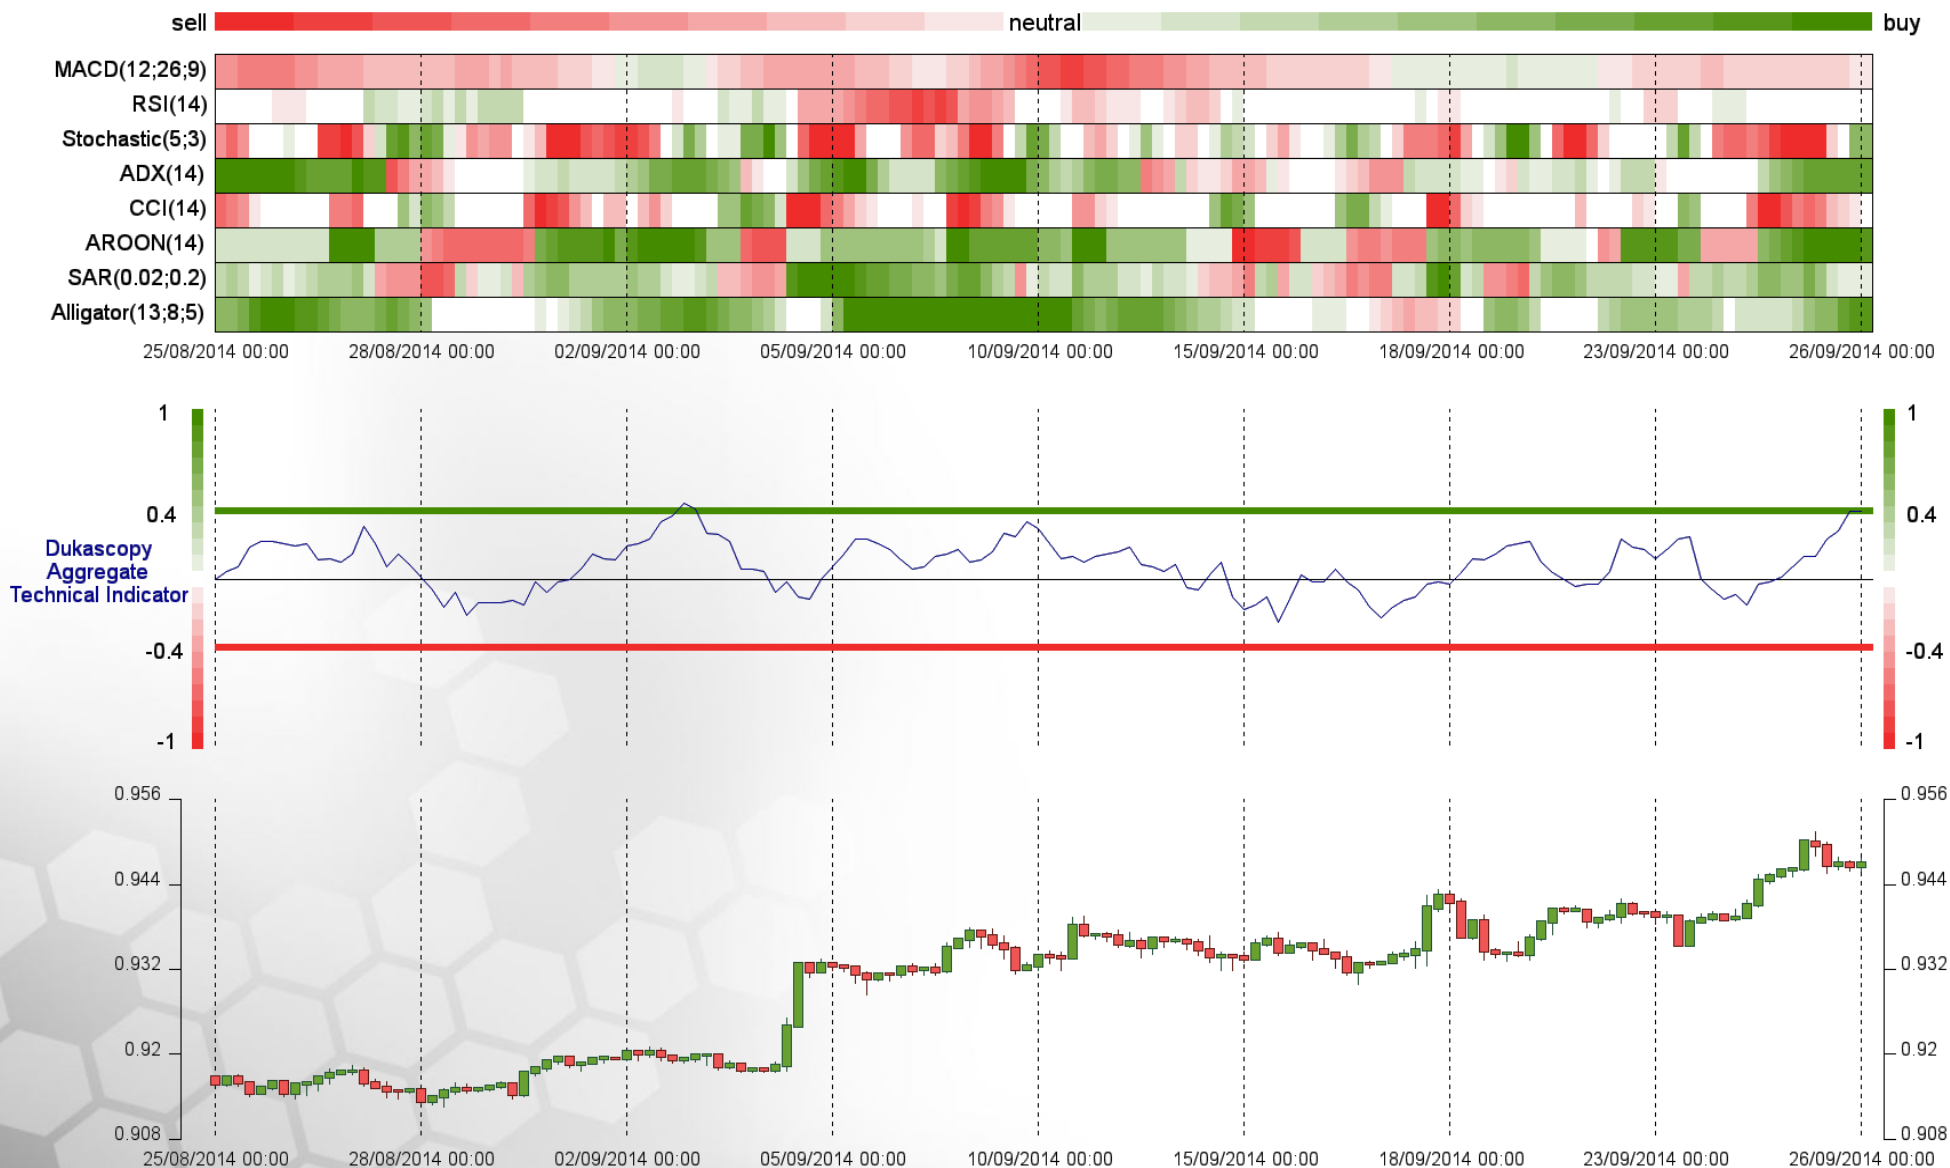 sell neutral buy
MACD(12;26;9)
RSI(14)
Stochastic(5;3)
ADX(14)
CCI(14)
AROON(14)
SAR(0.02;0.2)
Alligator(13;8;5)
25/08/2014 00:00 28/08/2014 00:00 02/09/2014 00:00 05/09/2014 00:00 10/09/2014 00:00 15/09/2014 00:00 18/09/2014 00:00 23/09/2014 00:00 26/09/2014 00:00
1 1
0.4 0.4
Dukascopy
Aggregate
Technical Indicator
-0.4 -0.4
-1 -1
0.956 0.956
0.944 0.944
0.932 0.932
0.92 0.92
0.908 0.908
25/08/2014 00:00 28/08/2014 00:00 02/09/2014 00:00 05/09/2014 00:00 10/09/2014 00:00 15/09/2014 00:00 18/09/2014 00:00 23/09/2014 00:00 26/09/2014 00:00